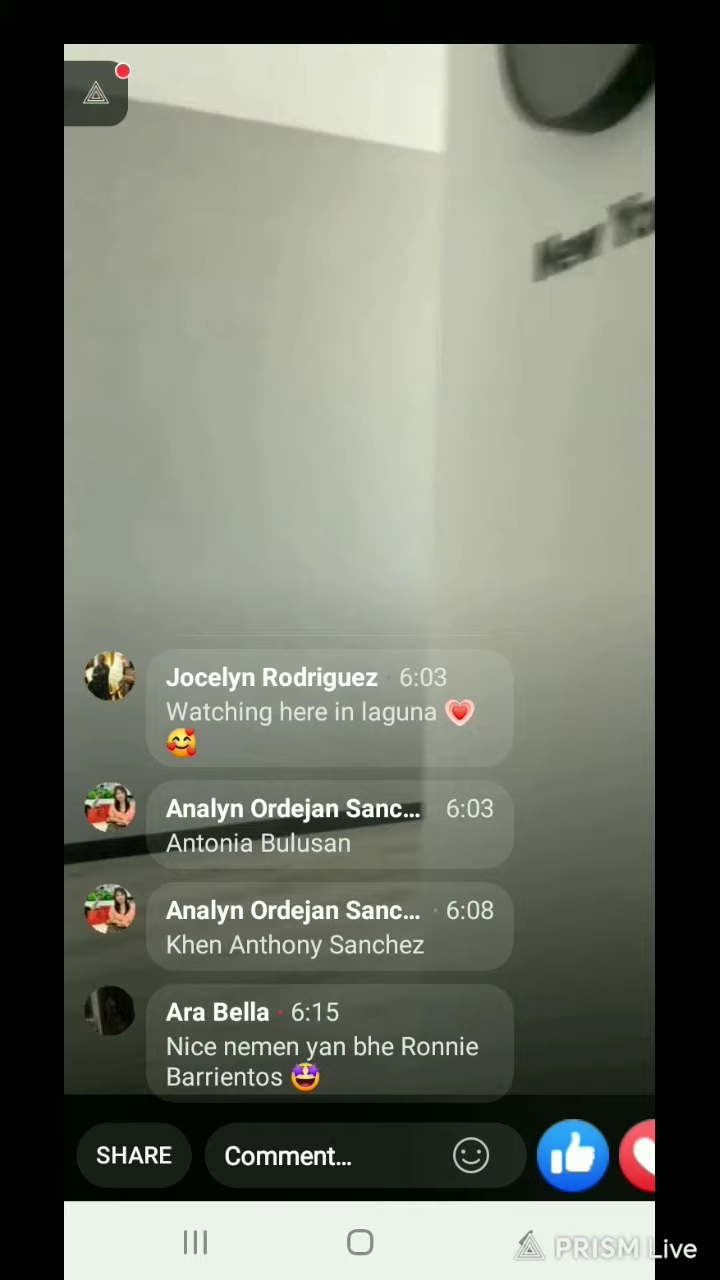 Jocelyn Rodriguez · 6:03
Watching here in laguna 💗
🥰
Analyn Ordejan Sanc... 6:03
Antonia Bulusan
Analyn Ordejan Sanc... · 6:08
Khen Anthony Sanchez
Ara Bella · 6:15
Nice nemen yan bhe Ronnie
Barrientos 🤩
SHARE
Comment...
PRISM Live